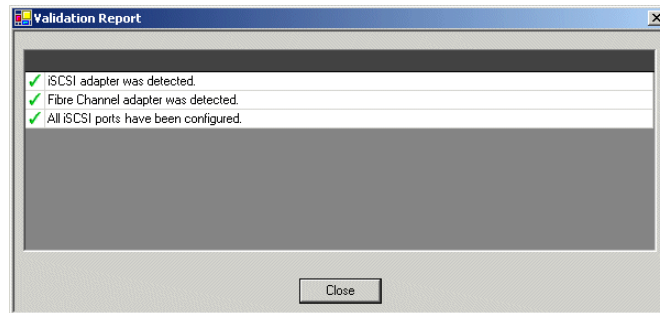 Validation Report
iSCSI adapter was detected.
Fibre Channel adapter was detected.
All iSCSI ports have been configured.
Close